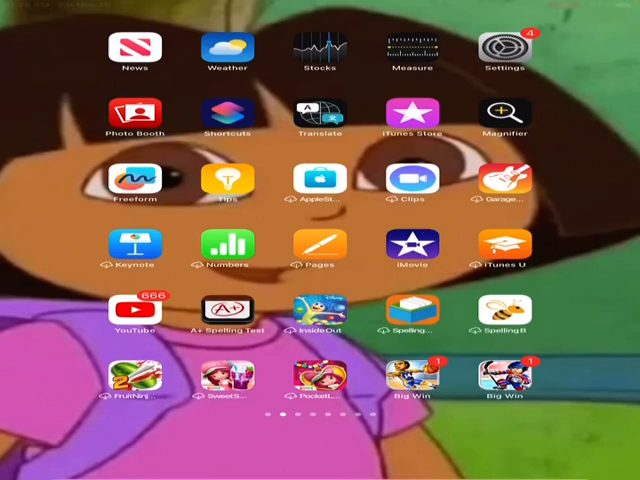 News Weather Stocks Measure Settings 4
Photo Booth Shortcuts Translate iTunes Store Magnifier
Freeform Tips AppleSt... Clips Garage...
Keynote Numbers Pages iMovie iTunes U
666
YouTube A+ Spelling Test InsideOut Spelling... SpellingB
1 1
FruitNinj... SweetS... PocketL... Big Win Big Win